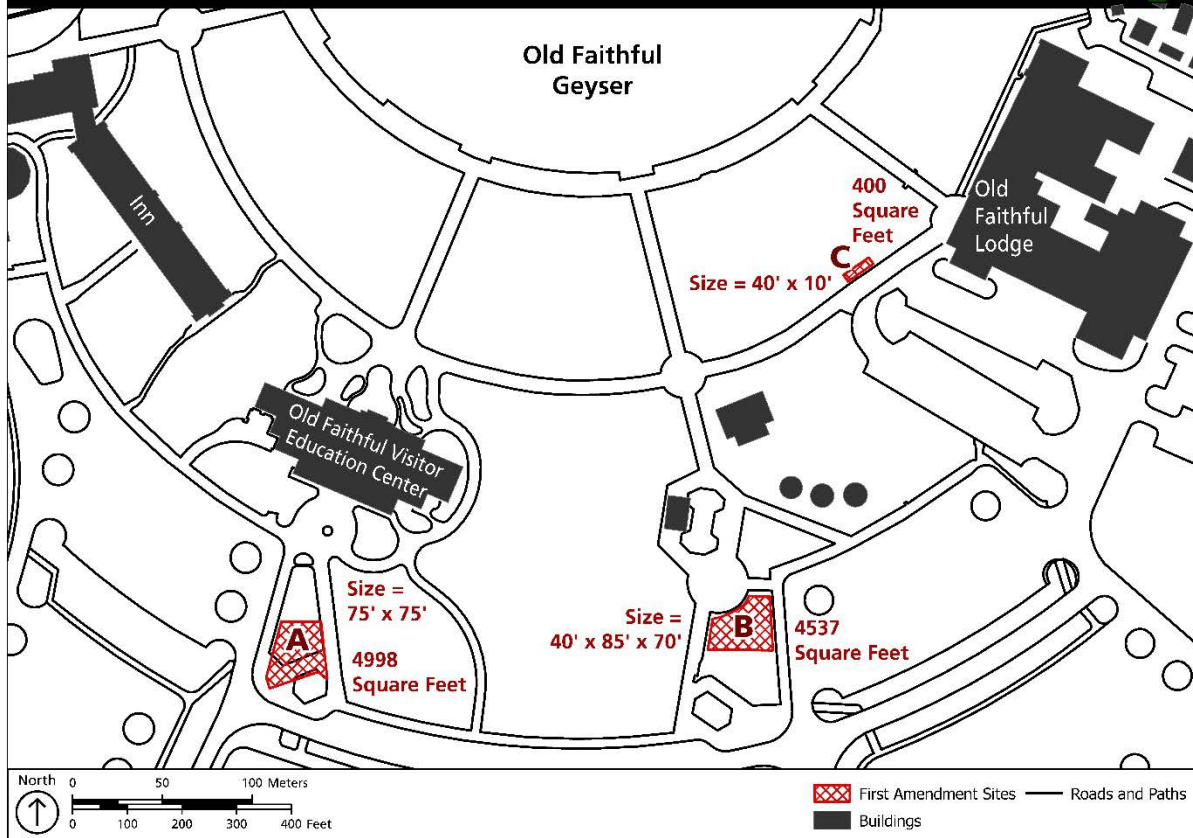 Old Faithful
Geyser
Inn
400
Square
Feet
C
Size = 40' x 10'
Old
Faithful
Lodge
Old Faithful Visitor
Education Center
Size =
75' x 75'
A
4998
Square Feet
Size =
40' x 85' x 70'
B
4537
Square Feet
North
0 50 100 Meters
0 100 200 300 400 Feet
First Amendment Sites
Roads and Paths
Buildings